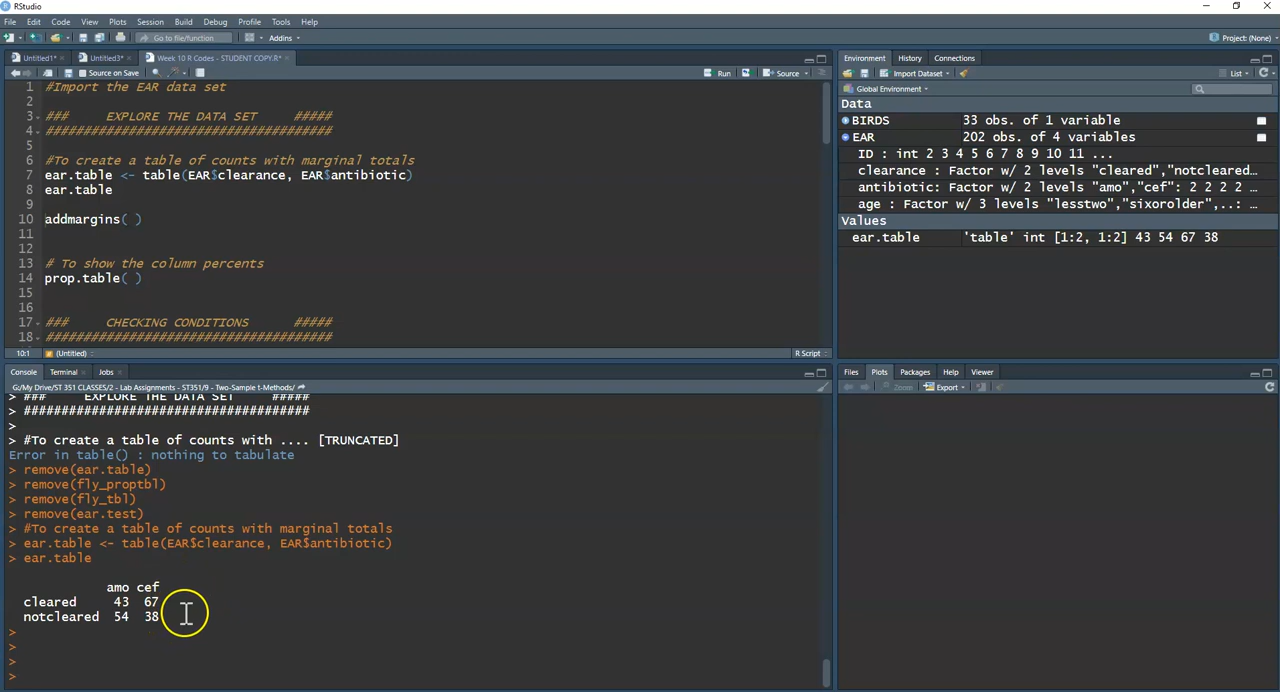 RStudio
File Edit Code View Plots Session Build Debug Profile Tools Help
Go to file/function Addins Project: (None)
Untitled1* Untitled3* Week 10 R Codes - STUDENT COPY.R*
Source on Save Run Source
1 #Import the EAR data set
2
3 ### EXPLORE THE DATA SET #####
4 ######################################
5
6 #To create a table of counts with marginal totals
7 ear.table <- table(EAR$clearance, EAR$antibiotic)
8 ear.table
9
10 addmargins( )
11
12
13 # To show the column percents
14 prop.table( )
15
16
17 ### CHECKING CONDITIONS #####
18 ######################################
10:1 (Untitled) R Script
Console Terminal Jobs
G:/My Drive/ST 351 CLASSES/2 - Lab Assignments - ST351/9 - Two-Sample t-Methods/
> ### EXPLORE THE DATA SET #####
> ######################################
>
> #To create a table of counts with .... [TRUNCATED]
Error in table() : nothing to tabulate
> remove(ear.table)
> remove(fly_proptbl)
> remove(fly_tbl)
> remove(ear.test)
> #To create a table of counts with marginal totals
> ear.table <- table(EAR$clearance, EAR$antibiotic)
> ear.table
amo cef
cleared 43 67
notcleared 54 38
>
>
>
>
Environment History Connections
Import Dataset List
Global Environment
Data
BIRDS 33 obs. of 1 variable
EAR 202 obs. of 4 variables
ID : int 2 3 4 5 6 7 8 9 10 11 ...
clearance : Factor w/ 2 levels "cleared","notcleared…
antibiotic: Factor w/ 2 levels "amo","cef": 2 2 2 2 …
age : Factor w/ 3 levels "lesstwo","sixorolder",..: …
Values
ear.table 'table' int [1:2, 1:2] 43 54 67 38
Files Plots Packages Help Viewer
Zoom Export